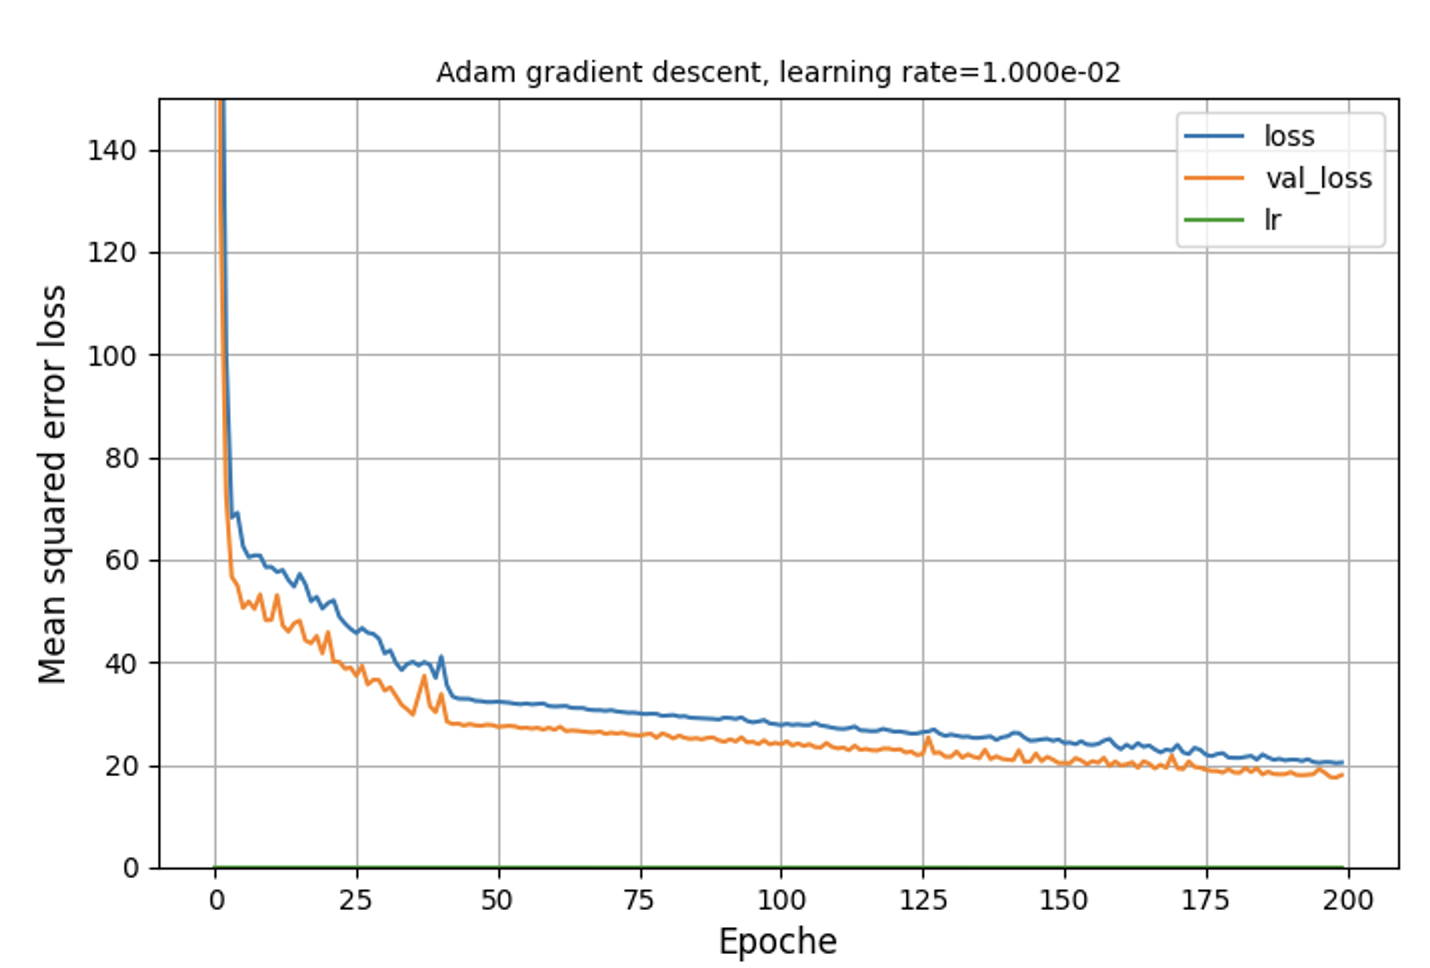 Adam gradient descent, learning rate=1.000e-02
loss
val_loss
lr
Mean squared error loss
140
120
100
80
60
40
20
0
0 25 50 75 100 125 150 175 200
Epoche